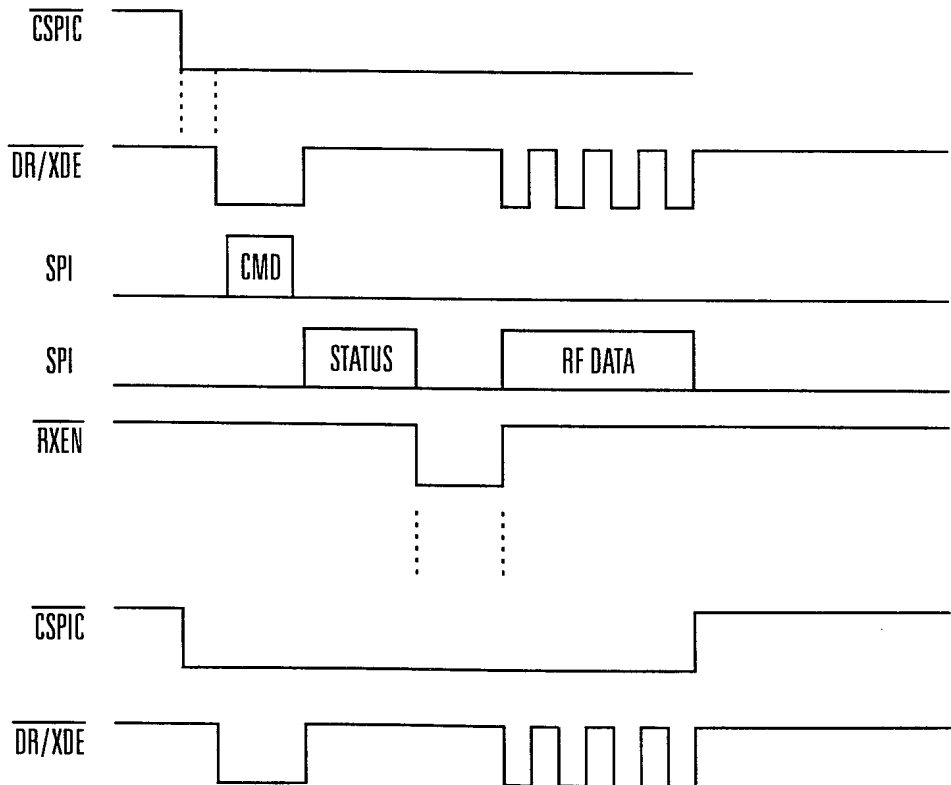 CSPIC
DR/XDE
SPI
CMD
SPI
STATUS
RF DATA
RXEN
CSPIC
DR/XDE